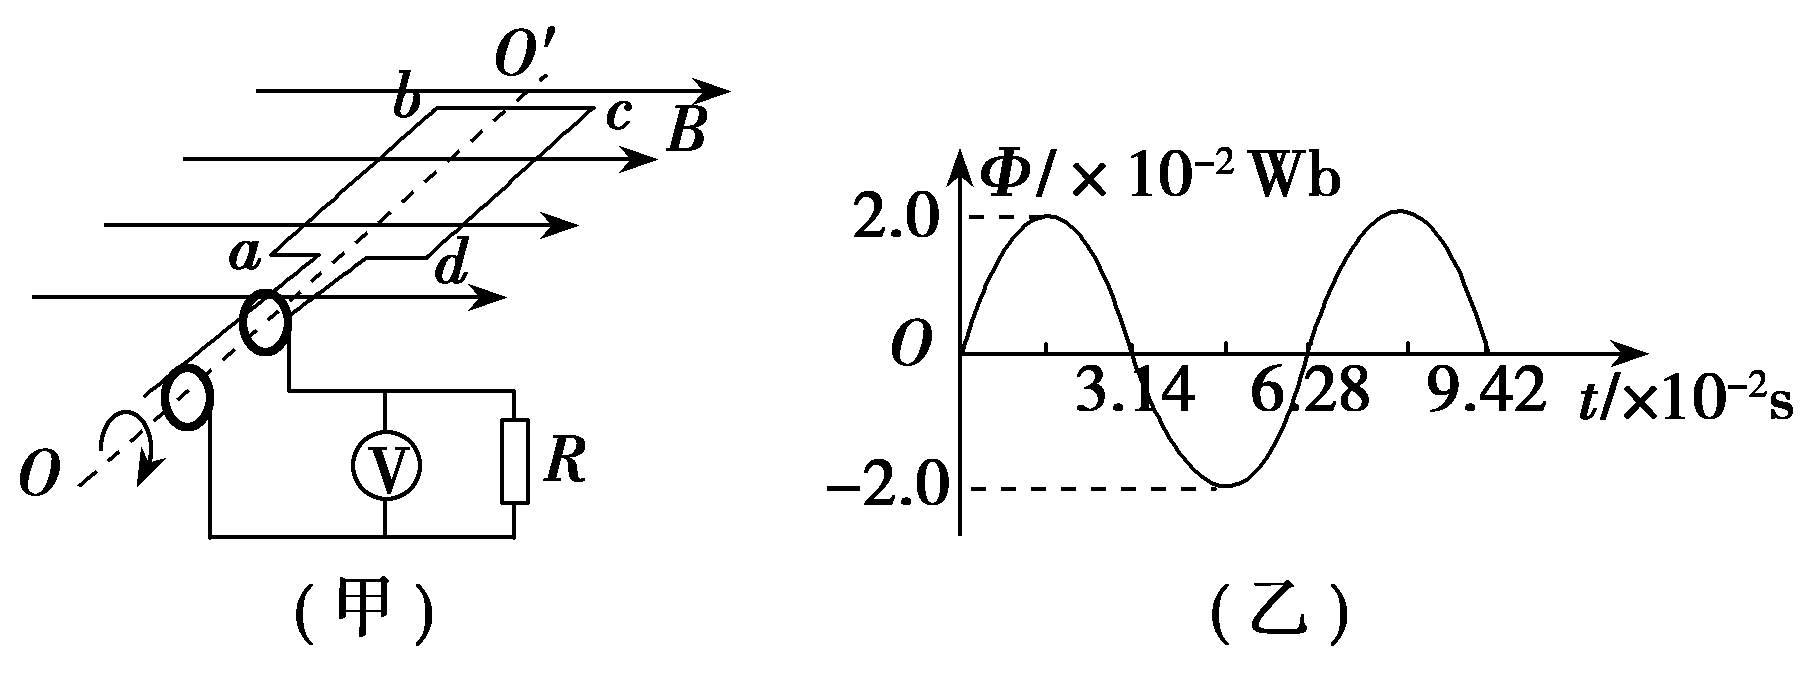 O′
b
c
B
a
d
O
V
R
(甲)
Φ/×10⁻² Wb
2.0
O
3.14 6.28 9.42 t/×10⁻²s
−2.0
(乙)